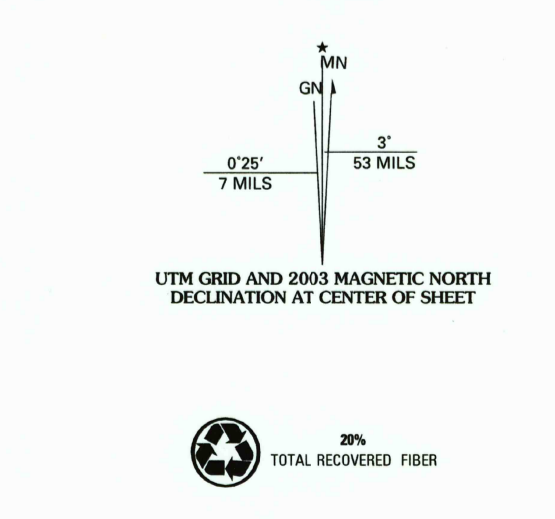 ★
MN
GN
3°
53 MILS
0°25′
7 MILS
UTM GRID AND 2003 MAGNETIC NORTH
DECLINATION AT CENTER OF SHEET
20%
TOTAL RECOVERED FIBER